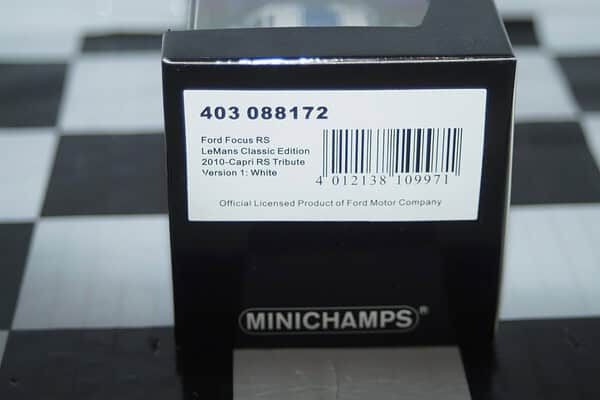 403 088172
Ford Focus RS
LeMans Classic Edition
2010-Capri RS Tribute
Version 1: White
4 012138 109971
Official Licensed Product of Ford Motor Company
MINICHAMPS®